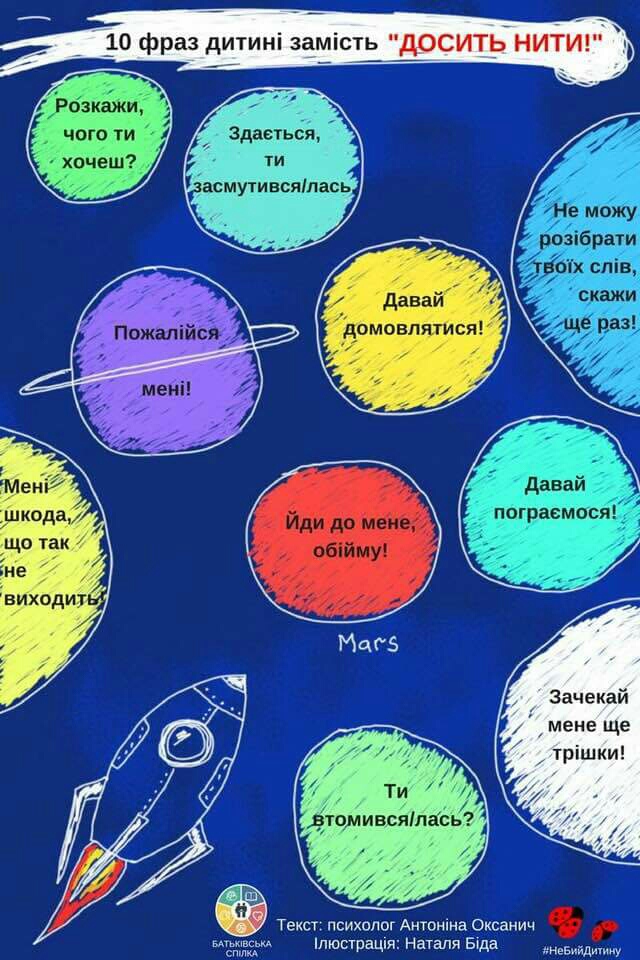 10 фраз дитині замість "ДОСИТЬ НИТИ!"
Розкажи,
чого ти
хочеш?
Здається,
ти
засмутився/лась
Не можу
розібрати
твоїх слів,
скажи
ще раз!
Пожалійся
мені!
Давай
домовлятися!
Мені
шкода,
що так
не
виходить!
Йди до мене,
обійму!
Mars
Давай
пограємося!
Зачекай
мене ще
трішки!
Ти
втомився/лась?
БАТЬКІВСЬКА
СПІЛКА
Текст: психолог Антоніна Оксанич
Ілюстрація: Наталя Біда
#НеБийДитину